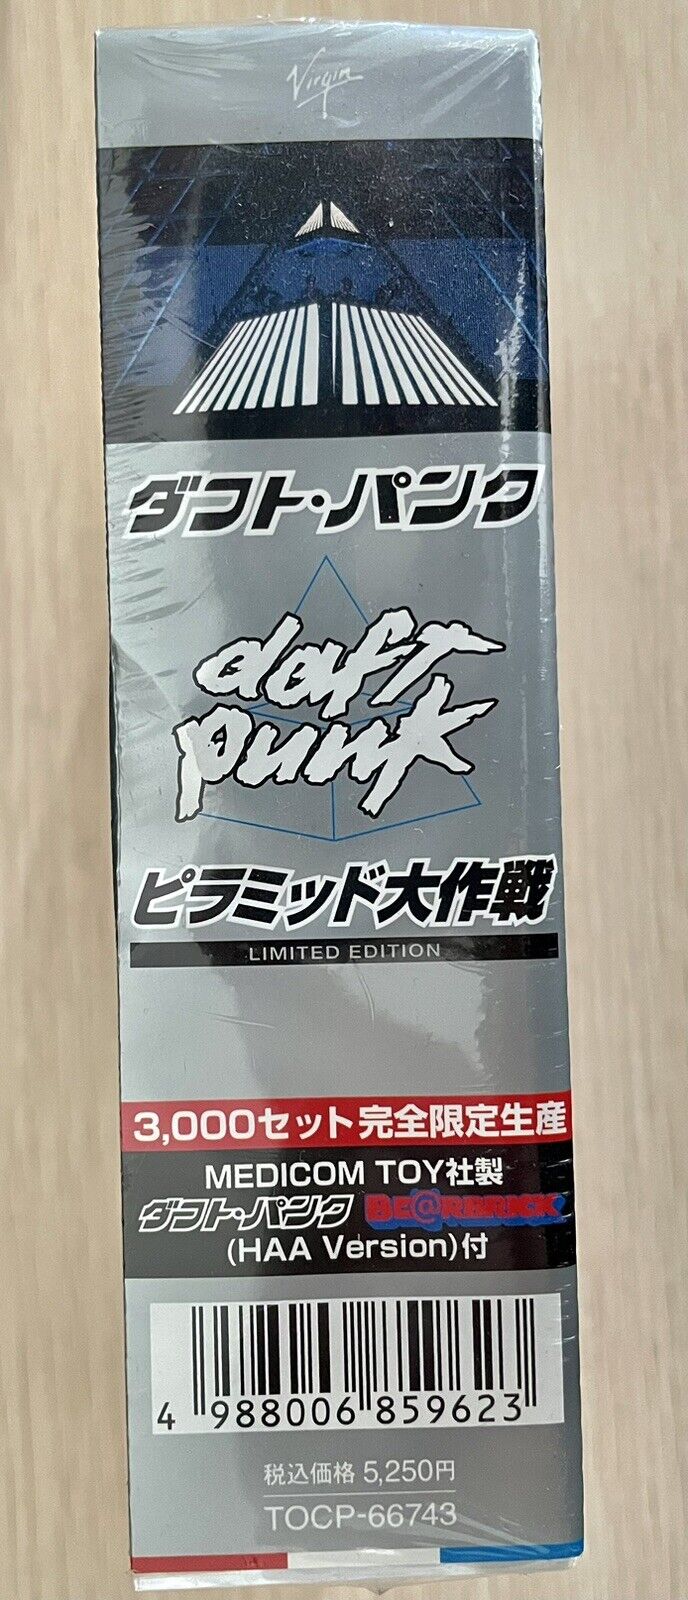 Virgin
ダフト・パンク
daft
punk
ピラミッド大作戦
LIMITED EDITION
3,000セット完全限定生産
MEDICOM TOY社製
ダフト・パンク BE@RBRICK
(HAA Version)付
4 988006 859623
税込価格 5,250円
TOCP-66743